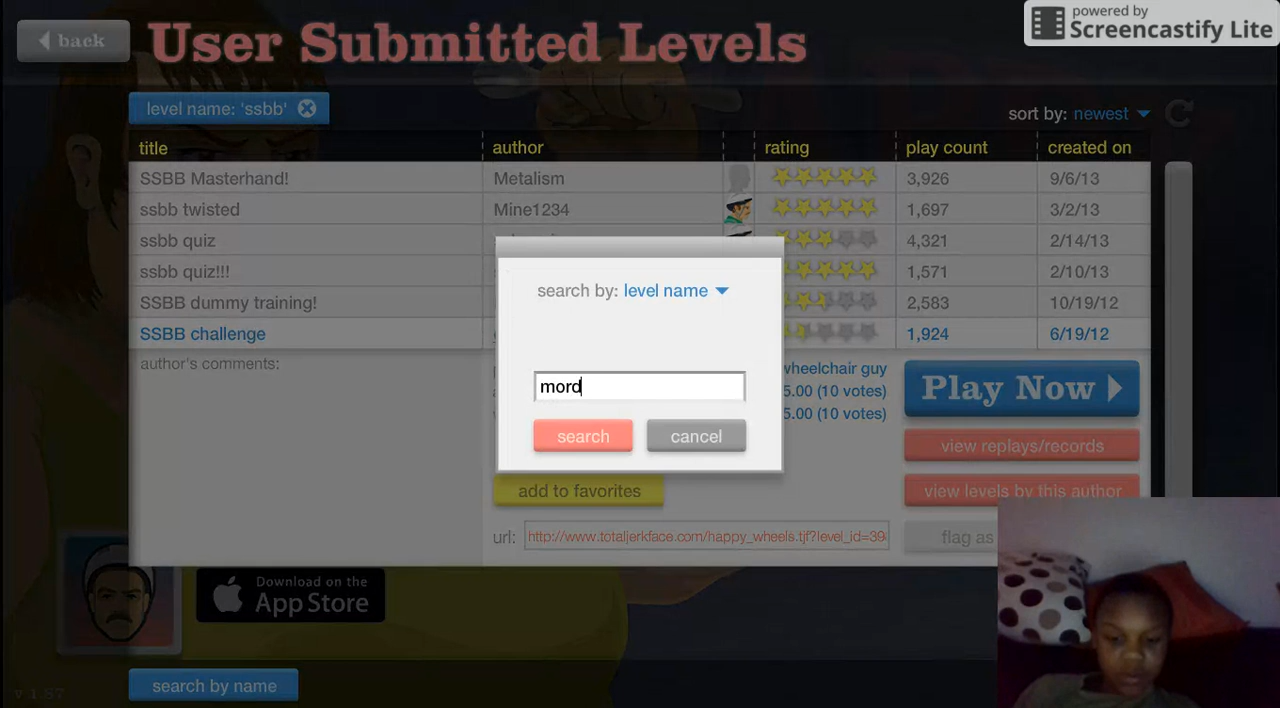 powered by
Screencastify Lite
back
User Submitted Levels
level name: 'ssbb'
sort by: newest
title author rating play count created on
SSBB Masterhand! Metalism 3,926 9/6/13
ssbb twisted Mine1234 1,697 3/2/13
ssbb quiz 4,321 2/14/13
ssbb quiz!!! 1,571 2/10/13
SSBB dummy training! 2,583 10/19/12
SSBB challenge 1,924 6/19/12
search by: level name
mord
search cancel
author's comments:
wheelchair guy
5.00 (10 votes)
5.00 (10 votes)
Play Now
view replays/records
view levels by this author
add to favorites
url: http://www.totaljerkface.com/happy_wheels.tjf?level_id=39
flag as
Download on the
App Store
search by name
v 1.57